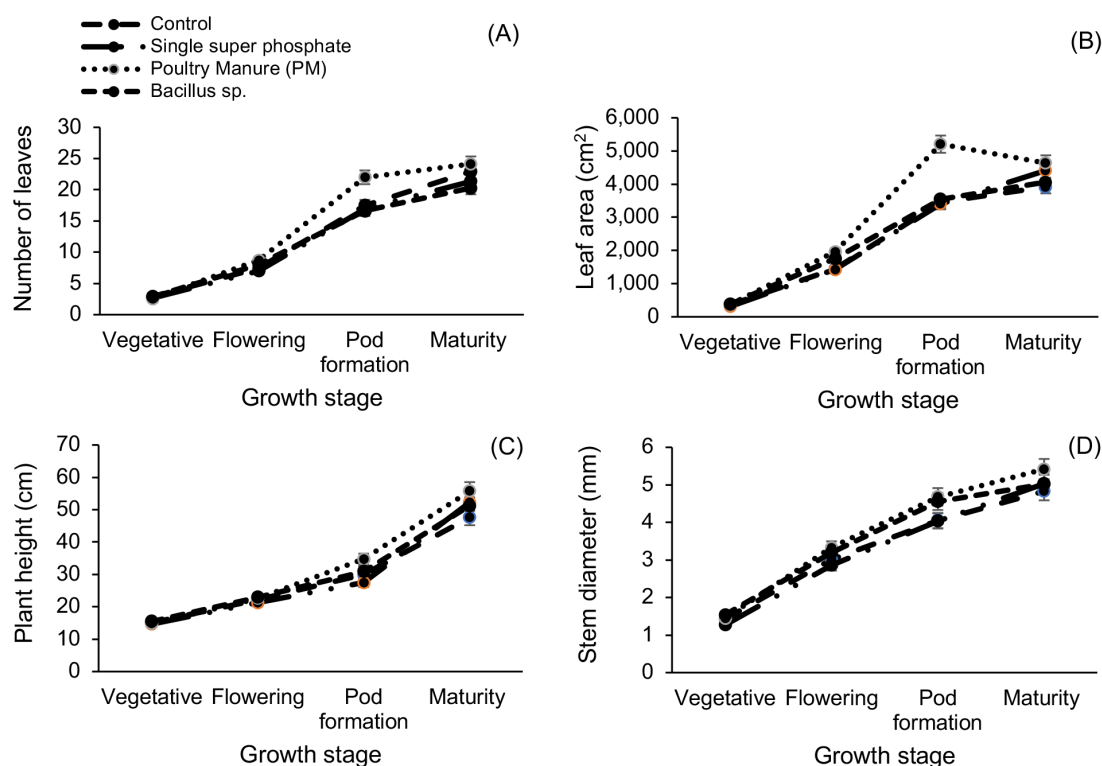 Control
Single super phosphate
Poultry Manure (PM)
Bacillus sp.
(A)
Number of leaves
30
25
20
15
10
5
0
Vegetative Flowering Pod formation Maturity
Growth stage
(B)
Leaf area (cm²)
6,000
5,000
4,000
3,000
2,000
1,000
0
Vegetative Flowering Pod formation Maturity
Growth stage
(C)
Plant height (cm)
70
60
50
40
30
20
10
0
Vegetative Flowering Pod formation Maturity
Growth stage
(D)
Stem diameter (mm)
6
5
4
3
2
1
0
Vegetative Flowering Pod formation Maturity
Growth stage